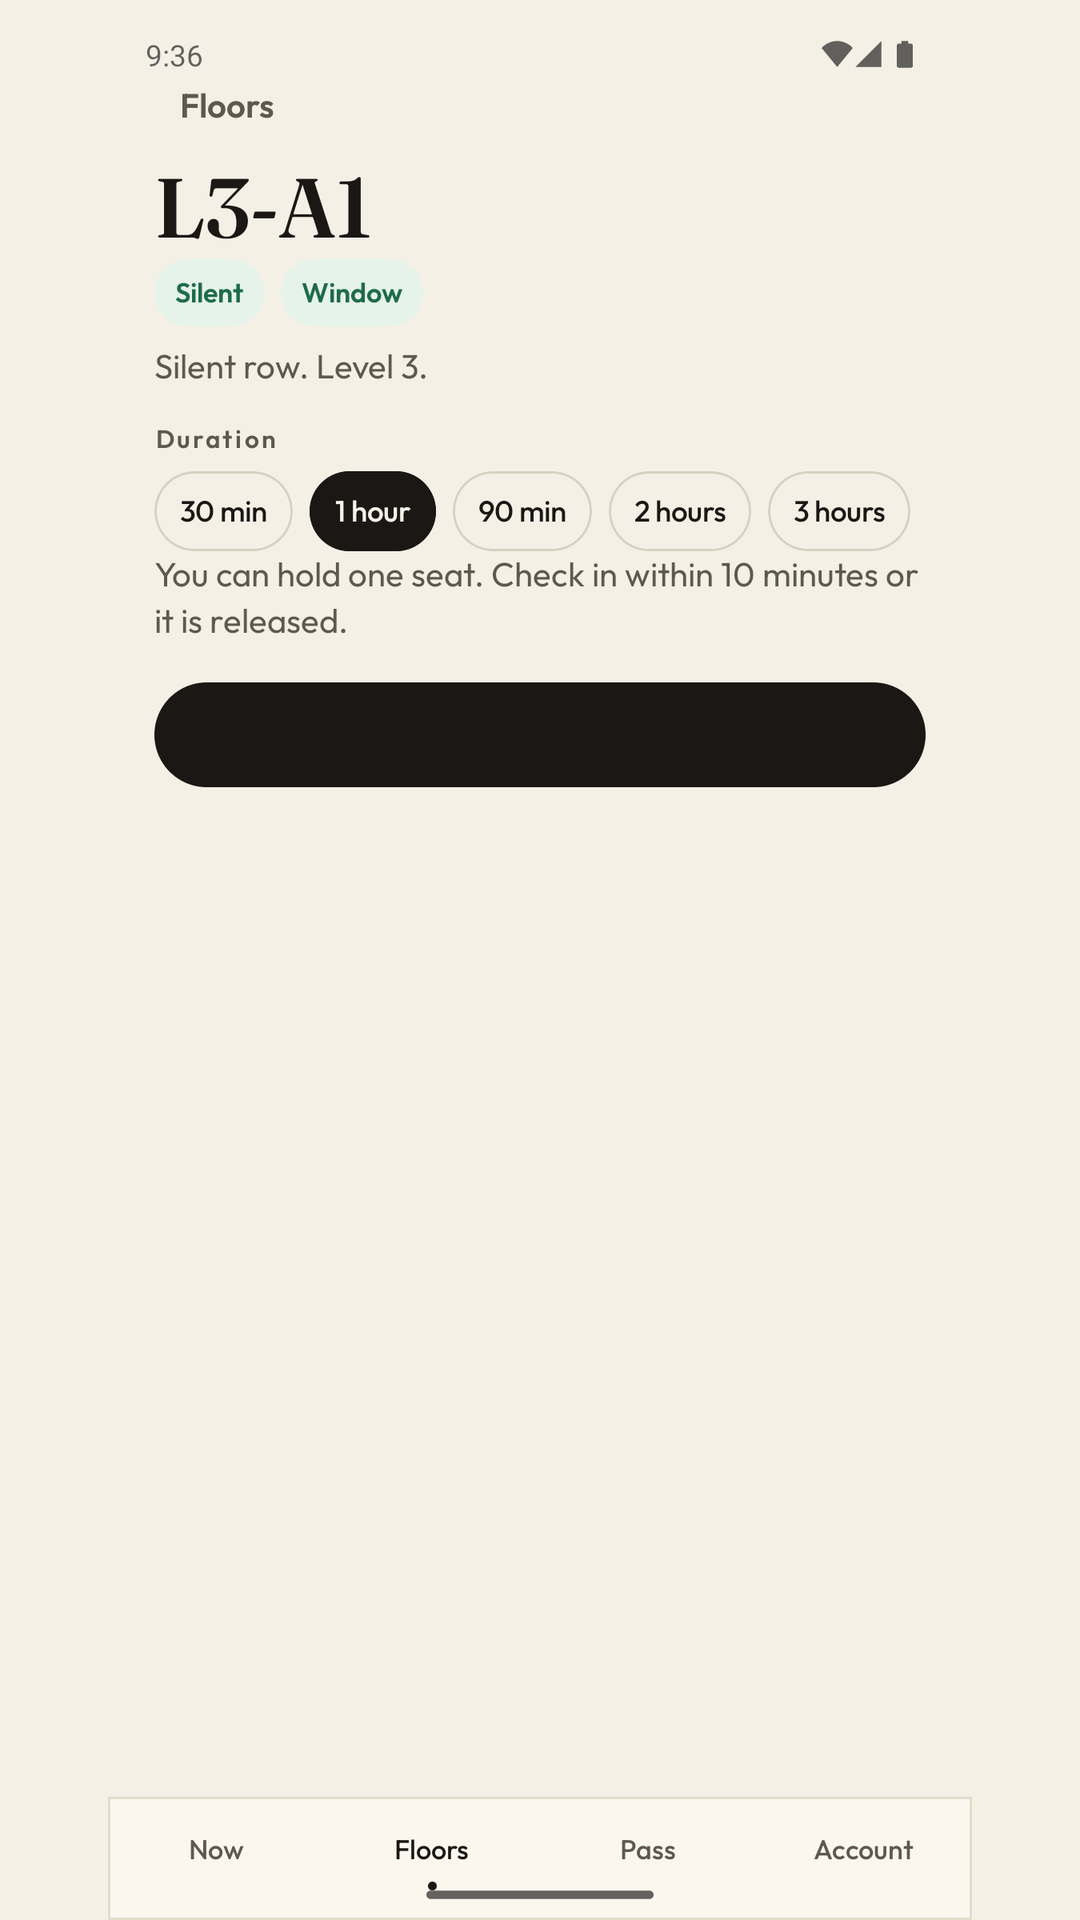 9:36
Floors
L3-A1
Silent Window
Silent row. Level 3.
Duration
30 min 1 hour 90 min 2 hours 3 hours
You can hold one seat. Check in within 10 minutes or
it is released.
Now Floors Pass Account